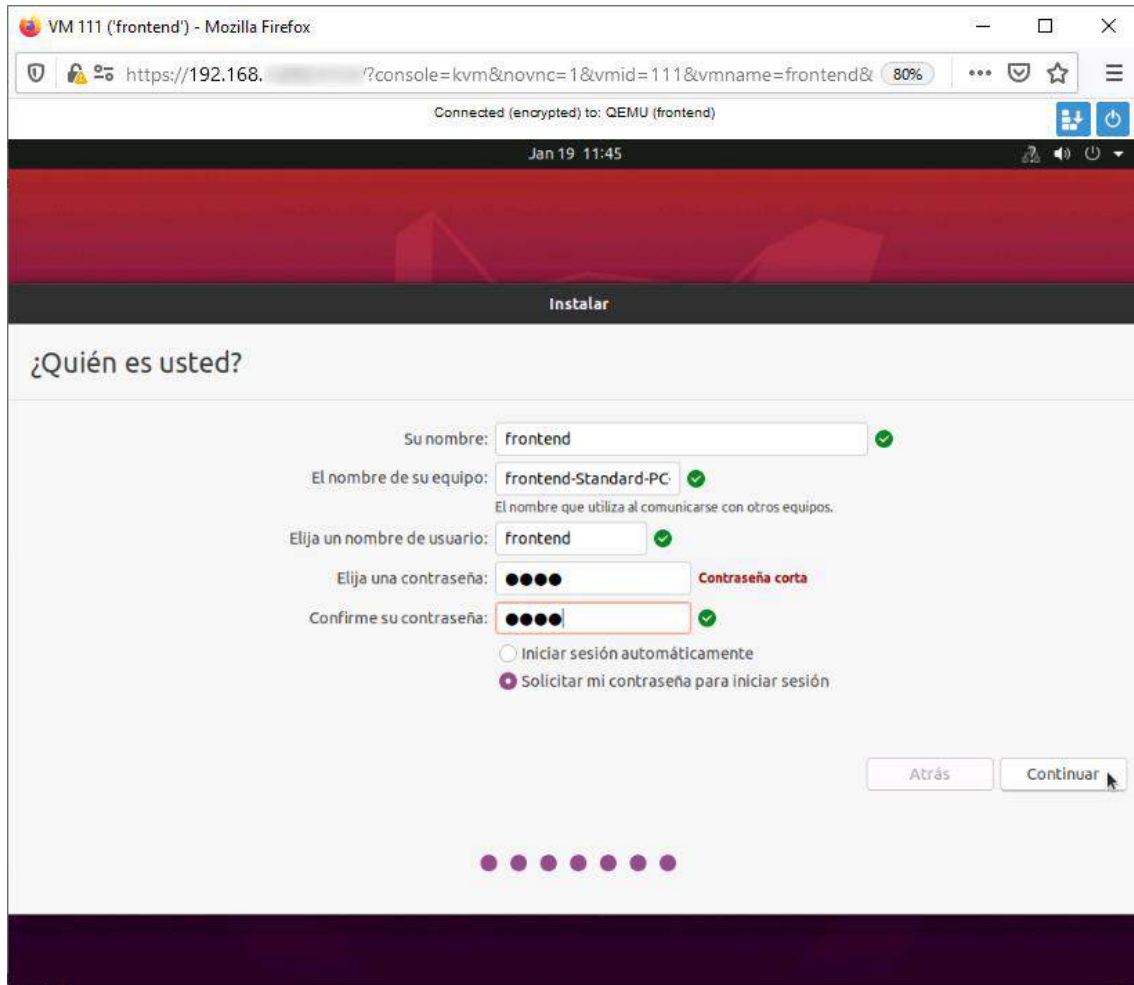 VM 111 ('frontend') - Mozilla Firefox
https://192.168. /?console=kvm&novnc=1&vmid=111&vmname=frontend& 80%
Connected (encrypted) to: QEMU (frontend)
Jan 19 11:45
Instalar
¿Quién es usted?
Su nombre: frontend
El nombre de su equipo: frontend-Standard-PC-
El nombre que utiliza al comunicarse con otros equipos.
Elija un nombre de usuario: frontend
Elija una contraseña: ●●●● Contraseña corta
Confirme su contraseña: ●●●●
Iniciar sesión automáticamente
Solicitar mi contraseña para iniciar sesión
Atrás Continuar